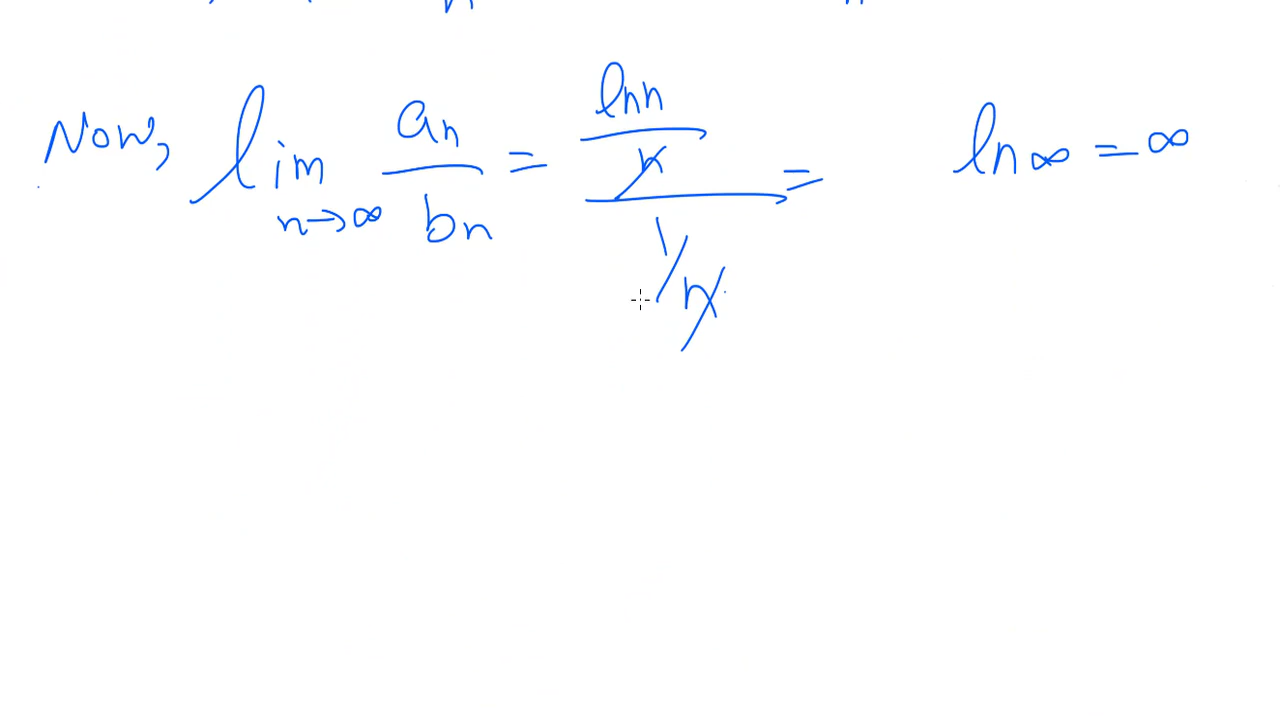 Now, lim n→∞ an/bn = (ln n / n) / (1/n) = ln ∞ = ∞